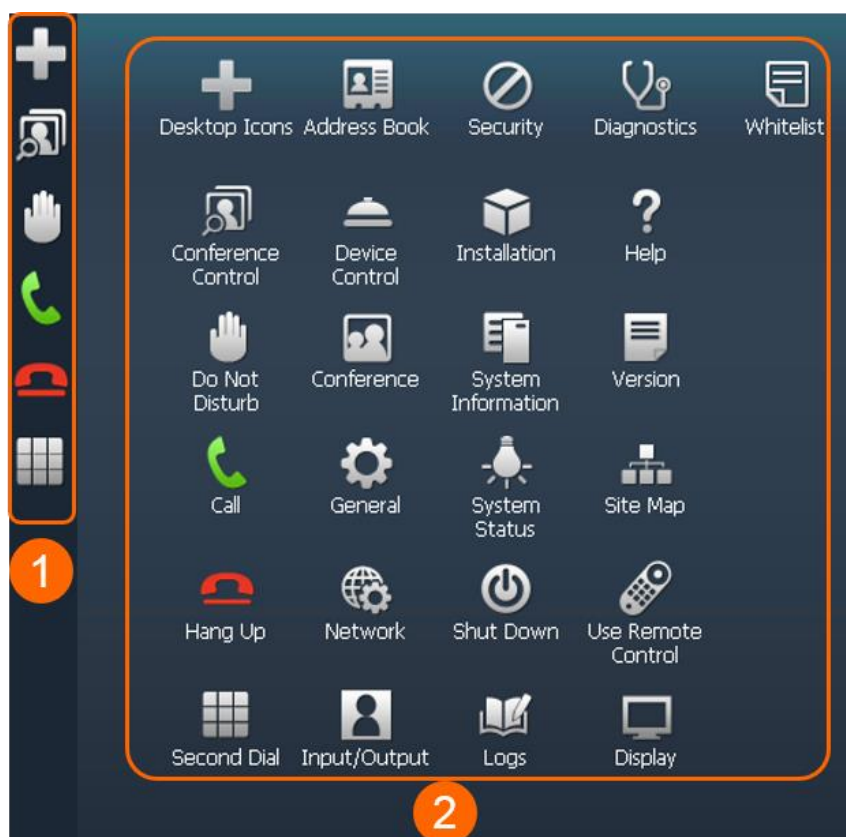 Desktop Icons Address Book Security Diagnostics Whitelist
Conference Control Device Control Installation Help
Do Not Disturb Conference System Information Version
Call General System Status Site Map
1
Hang Up Network Shut Down Use Remote Control
Second Dial Input/Output Logs Display
2